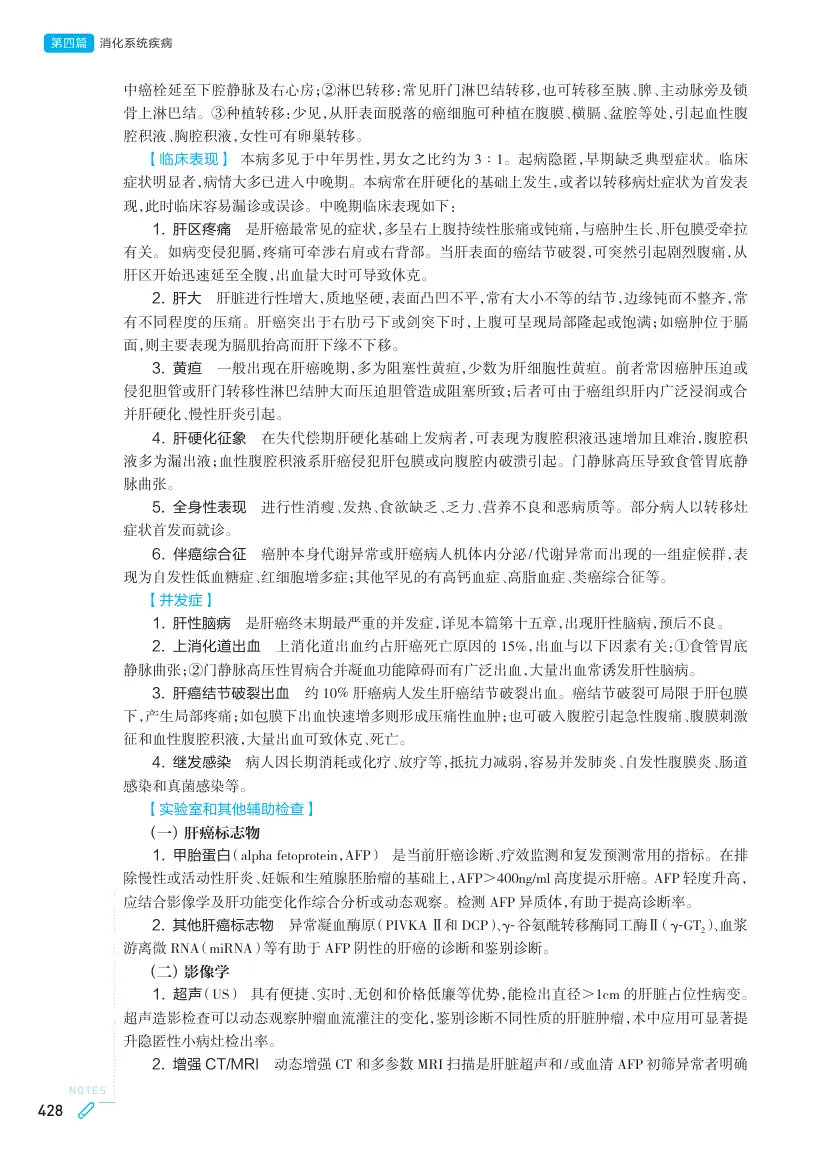 第四篇 消化系统疾病
中癌栓延至下腔静脉及右心房；②淋巴转移：常见肝门淋巴结转移，也可转移至胰、脾、主动脉旁及锁
骨上淋巴结。③种植转移：少见，从肝表面脱落的癌细胞可种植在腹膜、横膈、盆腔等处，引起血性腹
腔积液、胸腔积液，女性可有卵巢转移。
【临床表现】 本病多见于中年男性，男女之比约为 3∶1。起病隐匿，早期缺乏典型症状。临床
症状明显者，病情大多已进入中晚期。本病常在肝硬化的基础上发生，或者以转移病灶症状为首发表
现，此时临床容易漏诊或误诊。中晚期临床表现如下：
1. 肝区疼痛 是肝癌最常见的症状，多呈右上腹持续性胀痛或钝痛，与癌肿生长、肝包膜受牵拉
有关。如病变侵犯膈，疼痛可牵涉右肩或右背部。当肝表面的癌结节破裂，可突然引起剧烈腹痛，从
肝区开始迅速延至全腹，出血量大时可导致休克。
2. 肝大 肝脏进行性增大，质地坚硬，表面凸凹不平，常有大小不等的结节，边缘钝而不整齐，常
有不同程度的压痛。肝癌突出于右肋弓下或剑突下时，上腹可呈现局部隆起或饱满；如癌肿位于膈
面，则主要表现为膈肌抬高而肝下缘不下移。
3. 黄疸 一般出现在肝癌晚期，多为阻塞性黄疸，少数为肝细胞性黄疸。前者常因癌肿压迫或
侵犯胆管或肝门转移性淋巴结肿大而压迫胆管造成阻塞所致；后者可由于癌组织肝内广泛浸润或合
并肝硬化、慢性肝炎引起。
4. 肝硬化征象 在失代偿期肝硬化基础上发病者，可表现为腹腔积液迅速增加且难治，腹腔积
液多为漏出液；血性腹腔积液系肝癌侵犯肝包膜或向腹腔内破溃引起。门静脉高压导致食管胃底静
脉曲张。
5. 全身性表现 进行性消瘦、发热、食欲缺乏、乏力、营养不良和恶病质等。部分病人以转移灶
症状首发而就诊。
6. 伴癌综合征 癌肿本身代谢异常或肝癌病人机体内分泌/代谢异常而出现的一组症候群，表
现为自发性低血糖症、红细胞增多症；其他罕见的有高钙血症、高脂血症、类癌综合征等。
【并发症】
1. 肝性脑病 是肝癌终末期最严重的并发症，详见本篇第十五章，出现肝性脑病，预后不良。
2. 上消化道出血 上消化道出血约占肝癌死亡原因的 15%，出血与以下因素有关：①食管胃底
静脉曲张；②门静脉高压性胃病合并凝血功能障碍而有广泛出血，大量出血常诱发肝性脑病。
3. 肝癌结节破裂出血 约 10% 肝癌病人发生肝癌结节破裂出血。癌结节破裂可局限于肝包膜
下，产生局部疼痛；如包膜下出血快速增多则形成压痛性血肿；也可破入腹腔引起急性腹痛、腹膜刺激
征和血性腹腔积液，大量出血可致休克、死亡。
4. 继发感染 病人因长期消耗或化疗、放疗等，抵抗力减弱，容易并发肺炎、自发性腹膜炎、肠道
感染和真菌感染等。
【实验室和其他辅助检查】
（一）肝癌标志物
1. 甲胎蛋白（alpha fetoprotein，AFP） 是当前肝癌诊断、疗效监测和复发预测常用的指标。在排
除慢性或活动性肝炎、妊娠和生殖腺胚胎瘤的基础上，AFP＞400ng/ml 高度提示肝癌。AFP 轻度升高，
应结合影像学及肝功能变化作综合分析或动态观察。检测 AFP 异质体，有助于提高诊断率。
2. 其他肝癌标志物 异常凝血酶原（PIVKA Ⅱ和 DCP）、γ-谷氨酰转移酶同工酶Ⅱ（γ-GT₂）、血浆
游离微 RNA（miRNA）等有助于 AFP 阴性的肝癌的诊断和鉴别诊断。
（二）影像学
1. 超声（US） 具有便捷、实时、无创和价格低廉等优势，能检出直径＞1cm 的肝脏占位性病变。
超声造影检查可以动态观察肿瘤血流灌注的变化，鉴别诊断不同性质的肝脏肿瘤，术中应用可显著提
升隐匿性小病灶检出率。
2. 增强 CT/MRI 动态增强 CT 和多参数 MRI 扫描是肝脏超声和/或血清 AFP 初筛异常者明确
NOTES
428